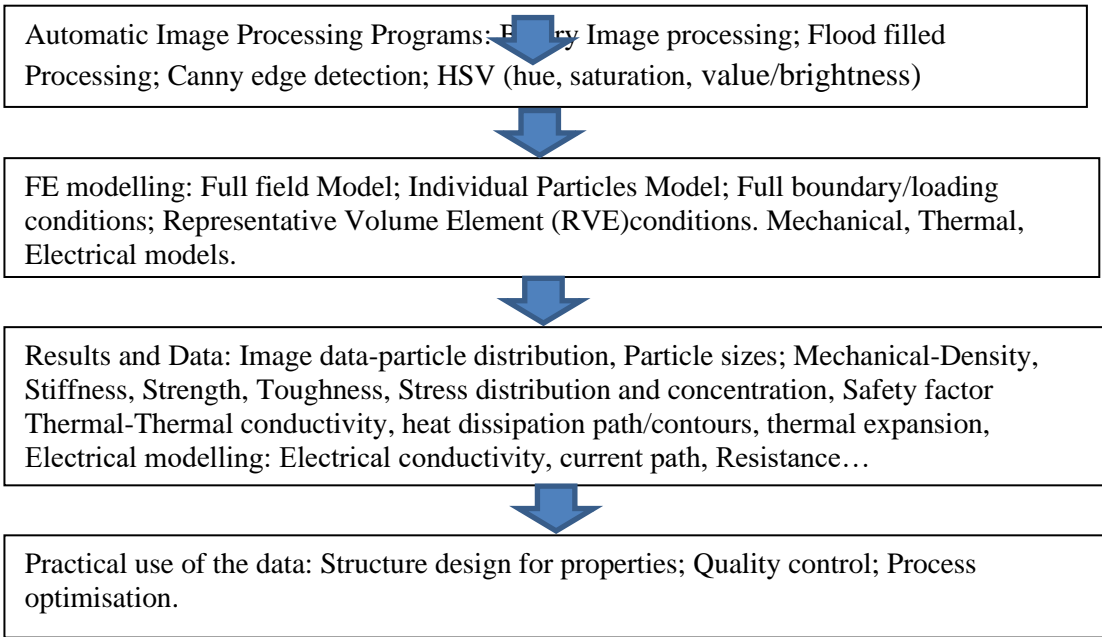 Automatic Image Processing Programs: Image processing; Flood filled
Processing; Canny edge detection; HSV (hue, saturation, value/brightness)
FE modelling: Full field Model; Individual Particles Model; Full boundary/loading
conditions; Representative Volume Element (RVE)conditions. Mechanical, Thermal,
Electrical models.
Results and Data: Image data-particle distribution, Particle sizes; Mechanical-Density,
Stiffness, Strength, Toughness, Stress distribution and concentration, Safety factor
Thermal-Thermal conductivity, heat dissipation path/contours, thermal expansion,
Electrical modelling: Electrical conductivity, current path, Resistance…
Practical use of the data: Structure design for properties; Quality control; Process
optimisation.